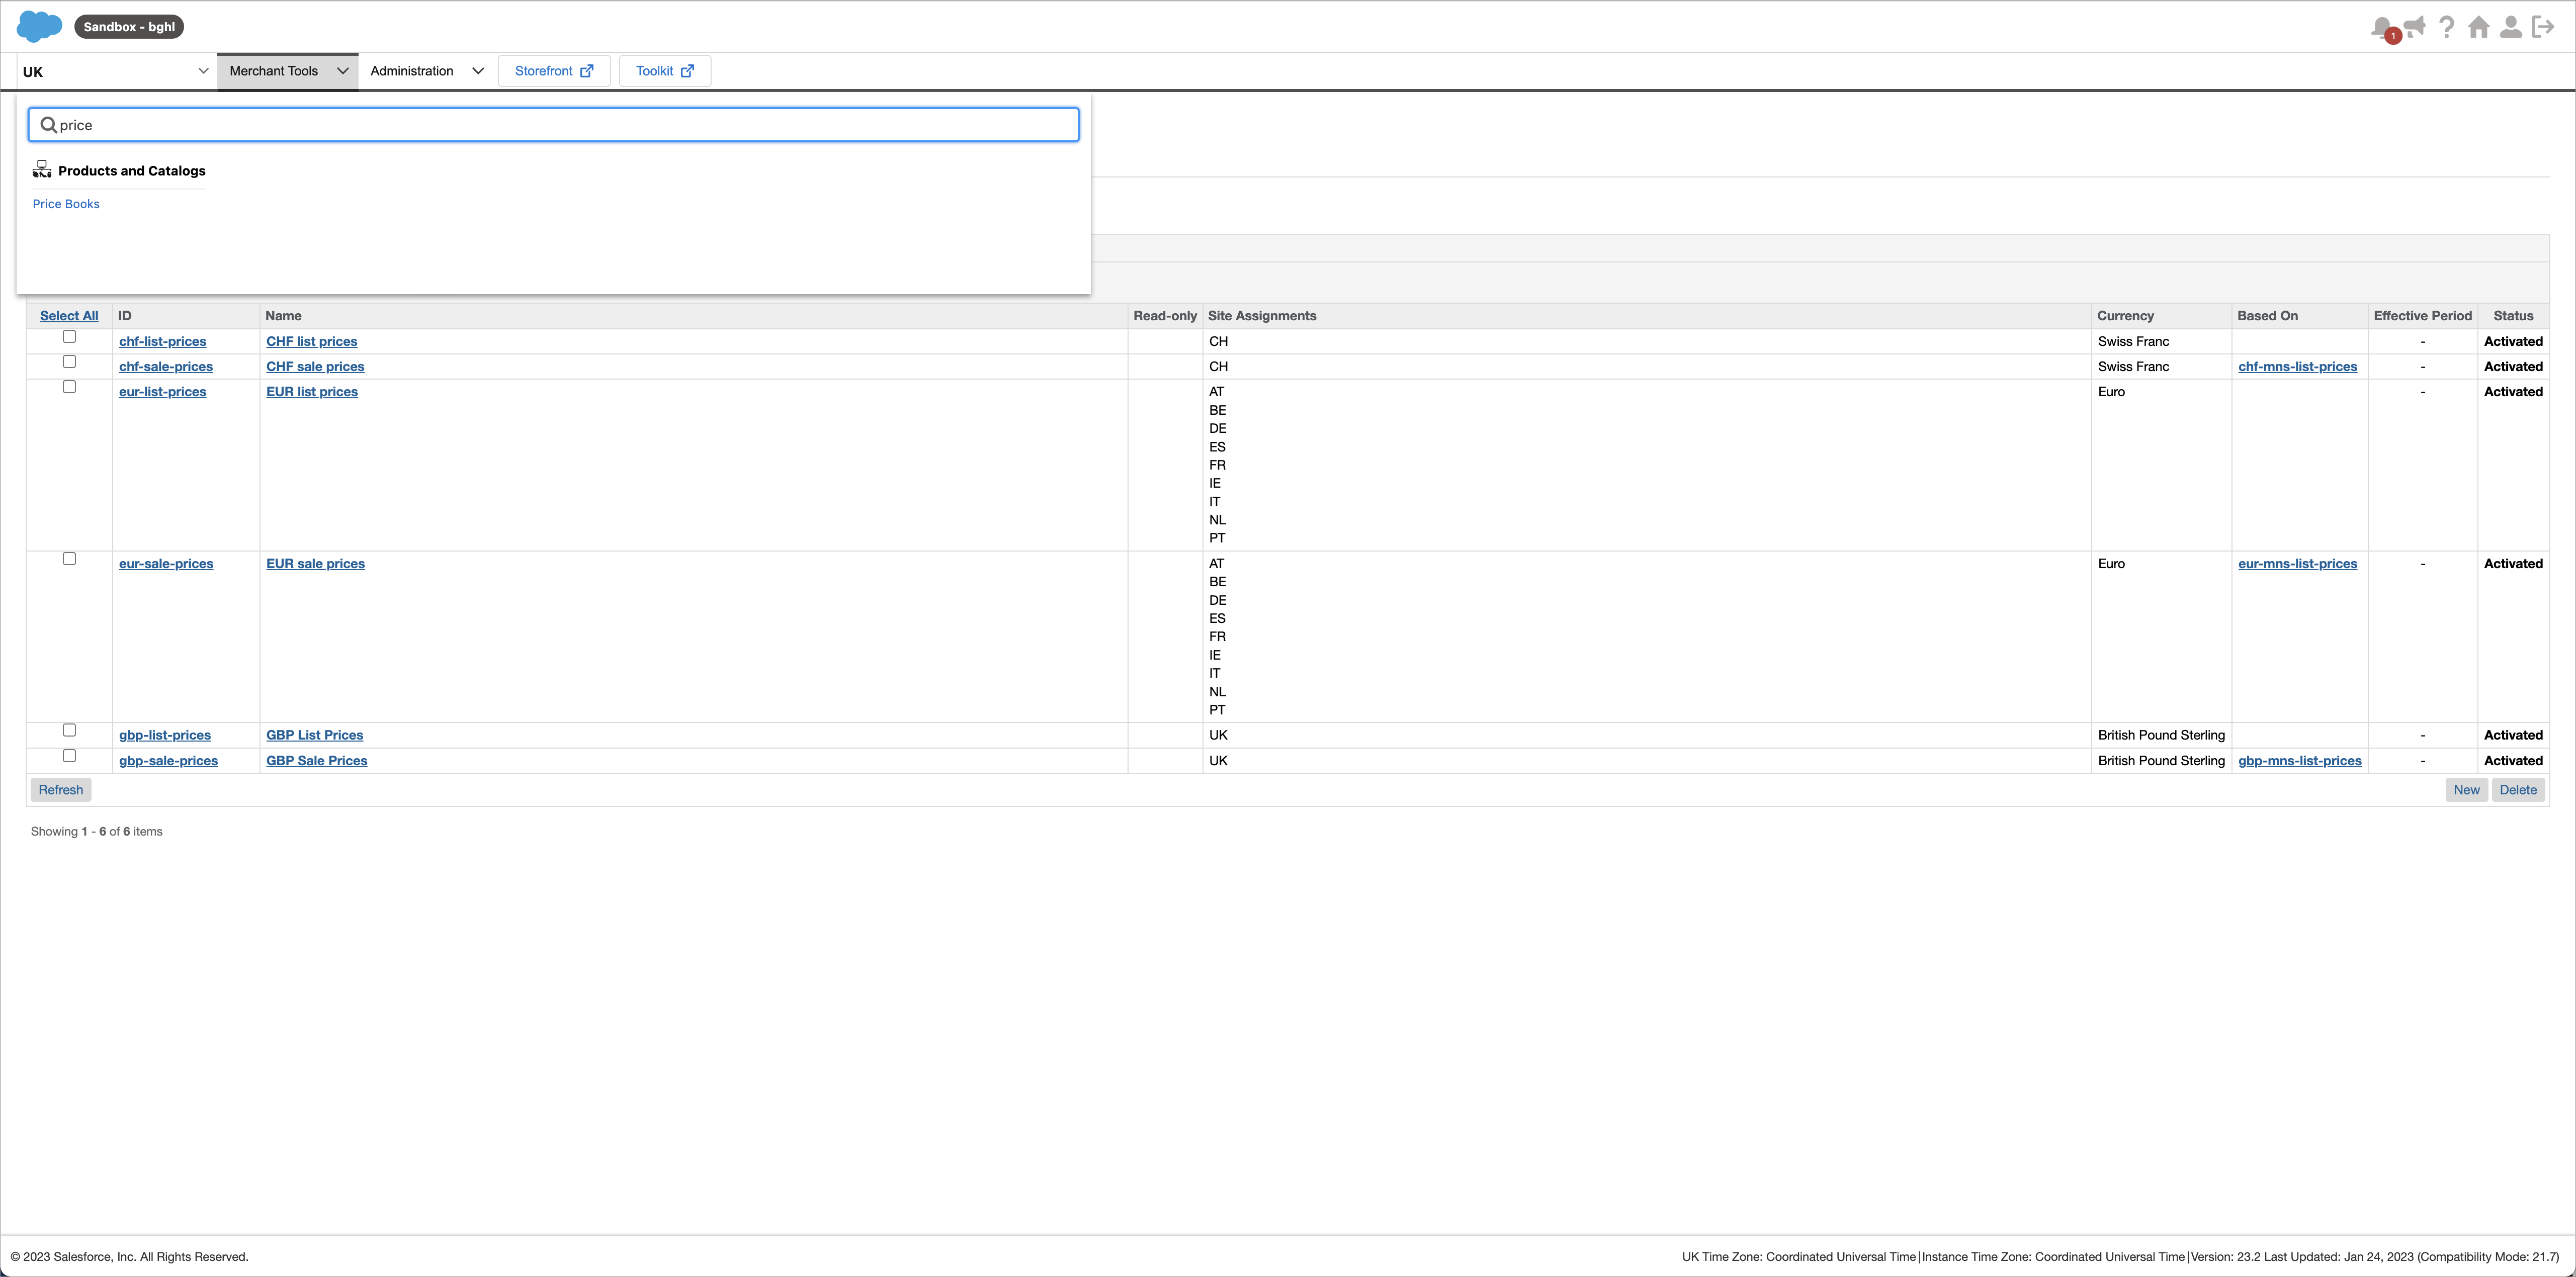 Sandbox - bghl
1
UK Merchant Tools Administration Storefront Toolkit
price
Products and Catalogs
Price Books
Select All ID Name Read-only Site Assignments Currency Based On Effective Period Status
chf-list-prices CHF list prices CH Swiss Franc - Activated
chf-sale-prices CHF sale prices CH Swiss Franc chf-mns-list-prices - Activated
eur-list-prices EUR list prices AT Euro - Activated
BE
DE
ES
FR
IE
IT
NL
PT
eur-sale-prices EUR sale prices AT Euro eur-mns-list-prices - Activated
BE
DE
ES
FR
IE
IT
NL
PT
gbp-list-prices GBP List Prices UK British Pound Sterling - Activated
gbp-sale-prices GBP Sale Prices UK British Pound Sterling gbp-mns-list-prices - Activated
Refresh New Delete
Showing 1 - 6 of 6 items
© 2023 Salesforce, Inc. All Rights Reserved. UK Time Zone: Coordinated Universal Time|Instance Time Zone: Coordinated Universal Time|Version: 23.2 Last Updated: Jan 24, 2023 (Compatibility Mode: 21.7)